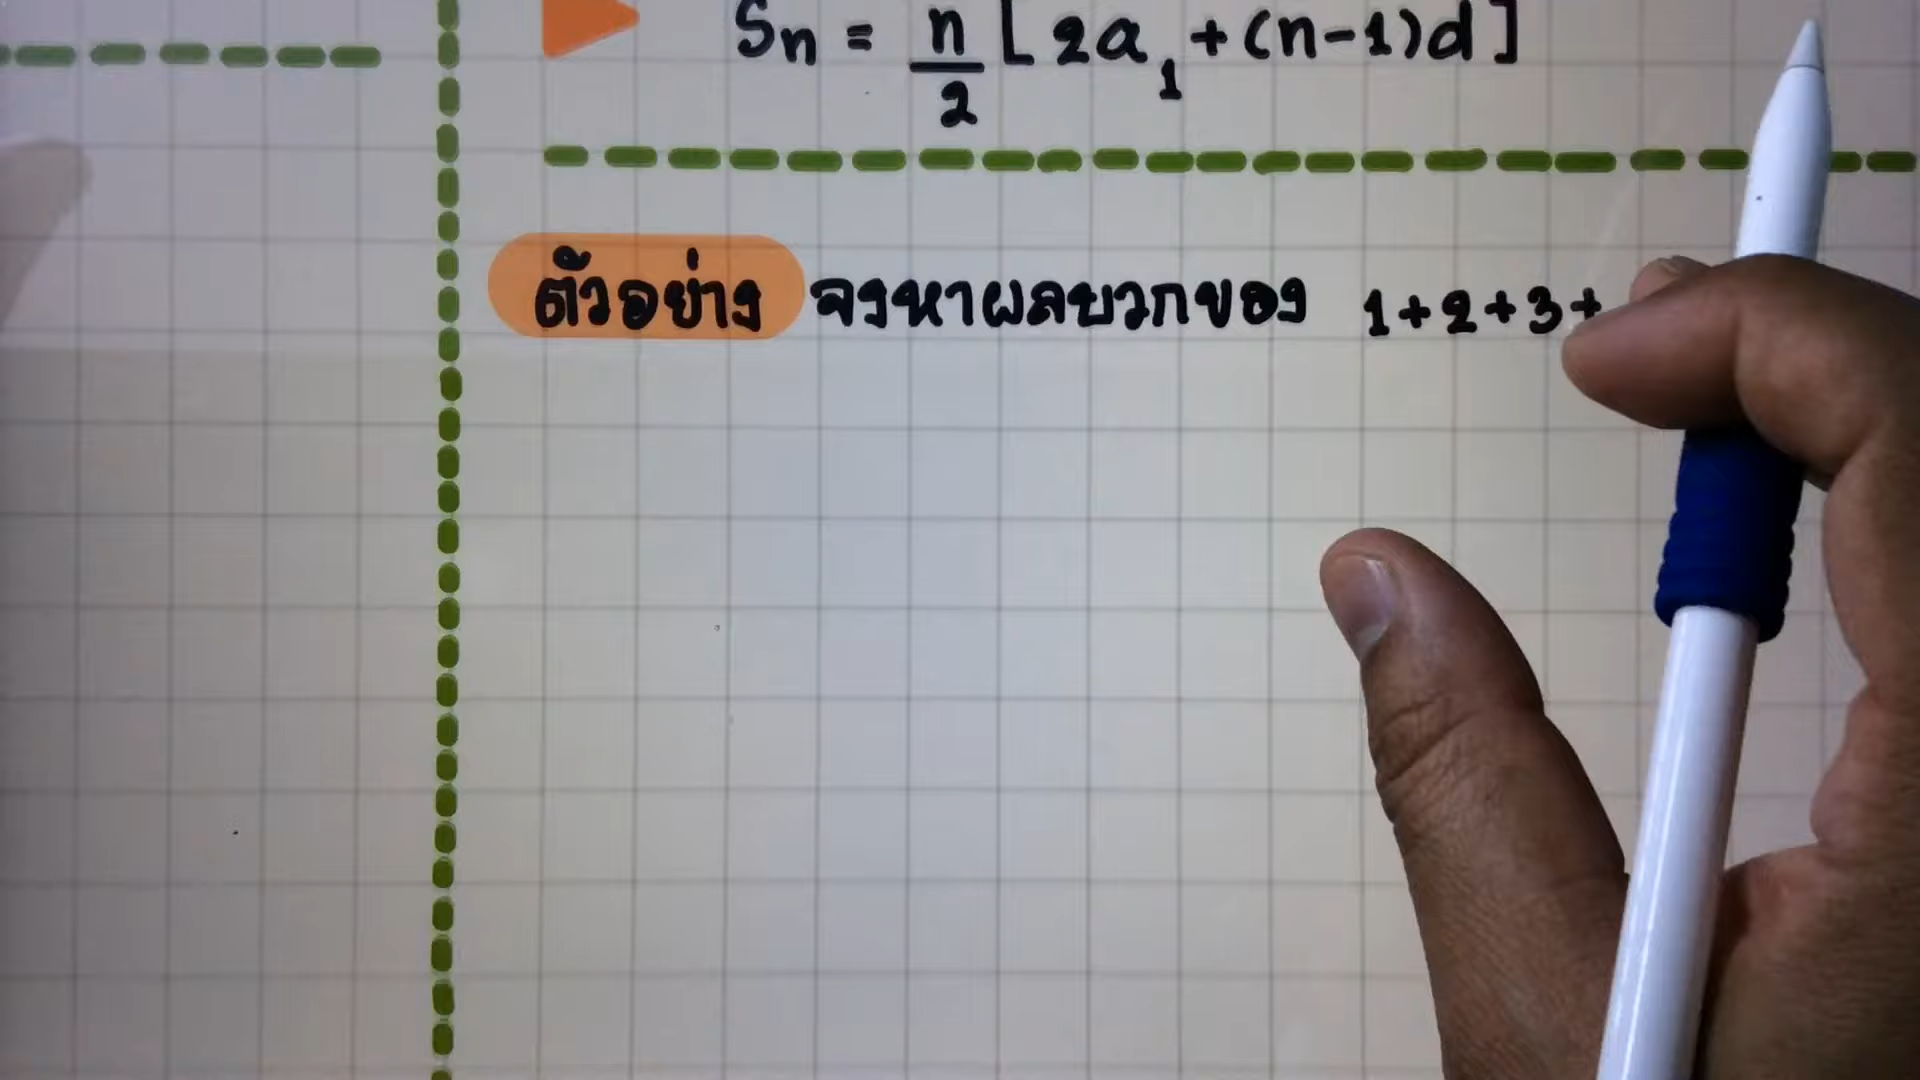 Sn = n/2 [2a1 + (n-1)d]
ตัวอย่าง จงหาผลบวกของ 1+2+3+